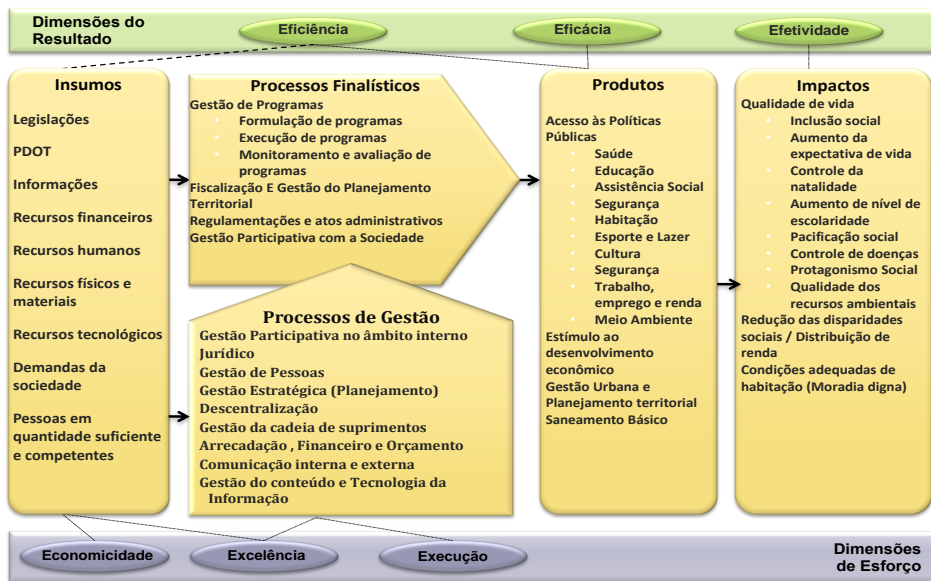 Dimensões do
Resultado
Eficiência
Eficácia
Efetividade
Insumos
Legislações
PDOT
Informações
Recursos financeiros
Recursos humanos
Recursos físicos e
materiais
Recursos tecnológicos
Demandas da
sociedade
Pessoas em
quantidade suficiente
e competentes
Processos Finalísticos
Gestão de Programas
Formulação de programas
Execução de programas
Monitoramento e avaliação de
programas
Fiscalização E Gestão do Planejamento
Territorial
Regulamentações e atos administrativos
Gestão Participativa com a Sociedade
Processos de Gestão
Gestão Participativa no âmbito interno
Jurídico
Gestão de Pessoas
Gestão Estratégica (Planejamento)
Descentralização
Gestão da cadeia de suprimentos
Arrecadação , Financeiro e Orçamento
Comunicação interna e externa
Gestão do conteúdo e Tecnologia da
Informação
Produtos
Acesso às Políticas
Públicas
Saúde
Educação
Assistência Social
Segurança
Habitação
Esporte e Lazer
Cultura
Segurança
Trabalho,
emprego e renda
Meio Ambiente
Estímulo ao
desenvolvimento
econômico
Gestão Urbana e
Planejamento territorial
Saneamento Básico
Impactos
Qualidade de vida
Inclusão social
Aumento da
expectativa de vida
Controle da
natalidade
Aumento de nível de
escolaridade
Pacificação social
Controle de doenças
Protagonismo Social
Qualidade dos
recursos ambientais
Redução das disparidades
sociais / Distribuição de
renda
Condições adequadas de
habitação (Moradia digna)
Economicidade
Excelência
Execução
Dimensões
de Esforço